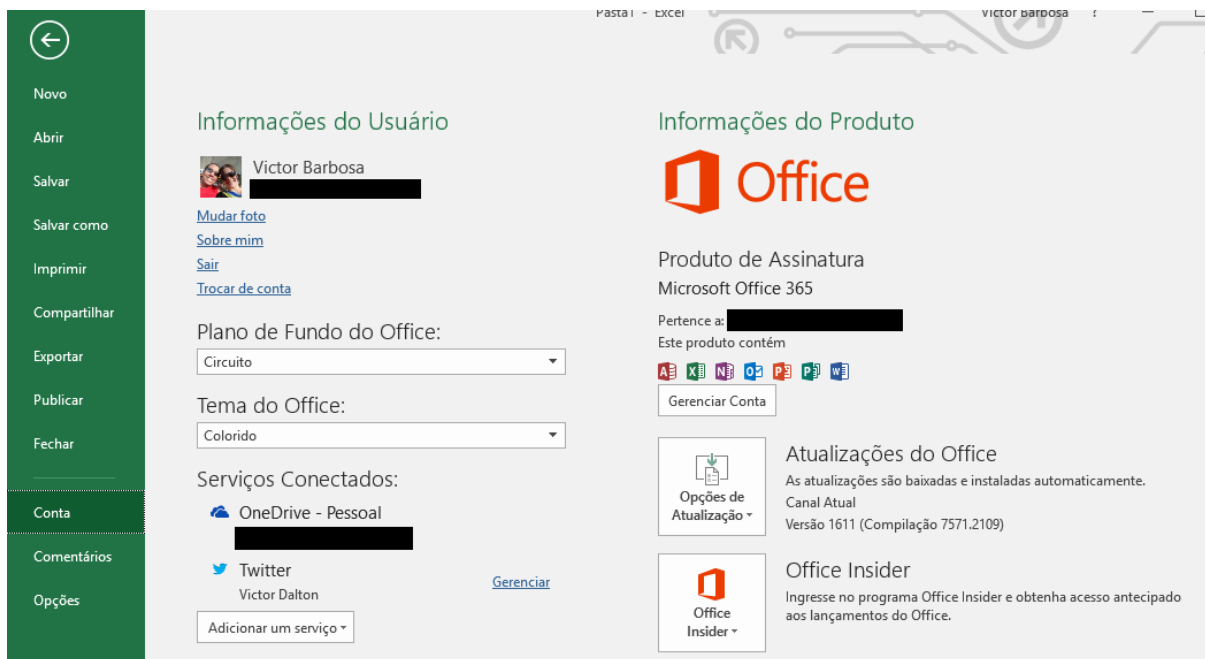 Pasta1 - Excel
Victor Barbosa ?
Novo
Abrir
Salvar
Salvar como
Imprimir
Compartilhar
Exportar
Publicar
Fechar
Conta
Comentários
Opções
Informações do Usuário
Victor Barbosa
Mudar foto
Sobre mim
Sair
Trocar de conta
Plano de Fundo do Office:
Circuito
Tema do Office:
Colorido
Serviços Conectados:
OneDrive - Pessoal
Twitter
Victor Dalton
Gerenciar
Adicionar um serviço
Informações do Produto
Office
Produto de Assinatura
Microsoft Office 365
Pertence a:
Este produto contém
Gerenciar Conta
Opções de
Atualização
Atualizações do Office
As atualizações são baixadas e instaladas automaticamente.
Canal Atual
Versão 1611 (Compilação 7571.2109)
Office
Insider
Office Insider
Ingresse no programa Office Insider e obtenha acesso antecipado
aos lançamentos do Office.